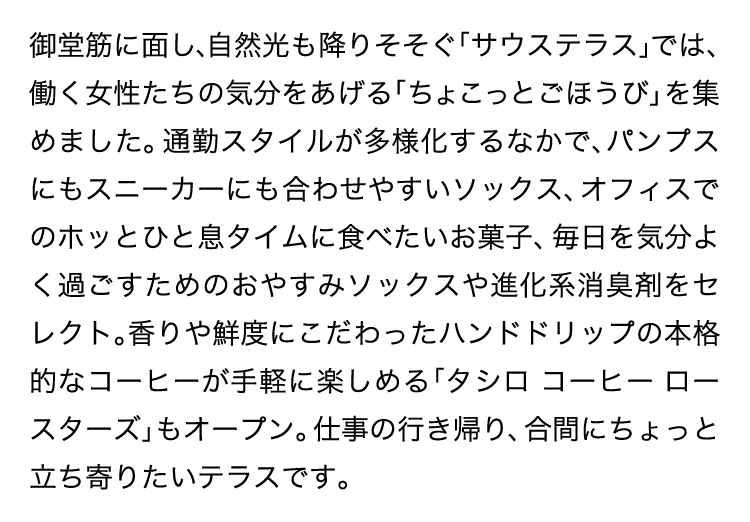 御堂筋に面し、自然光も降りそそぐ「サウステラス」では、
働く女性たちの気分をあげる「ちょこっとごほうび」を集
めました。通勤スタイルが多様化するなかで、パンプス
にもスニーカーにも合わせやすいソックス、オフィスで
のホッとひと息タイムに食べたいお菓子、毎日を気分よ
く過ごすためのおやすみソックスや進化系消臭剤をセ
レクト。香りや鮮度にこだわったハンドドリップの本格
的なコーヒーが手軽に楽しめる「タシロ コーヒー ロー
スターズ」もオープン。仕事の行き帰り、合間にちょっと
立ち寄りたいテラスです。